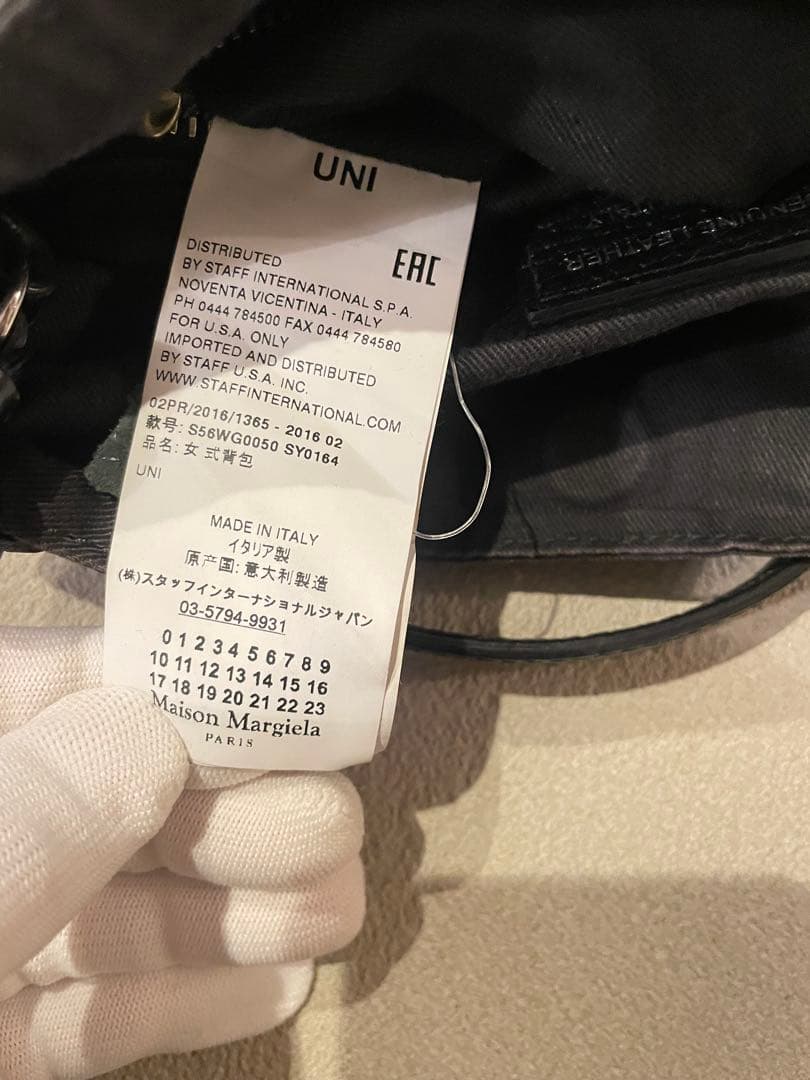 UNI
EAC
DISTRIBUTED
BY STAFF INTERNATIONAL S.P.A.
NOVENTA VICENTINA - ITALY
PH 0444 784500 FAX 0444 784580
FOR U.S.A. ONLY
IMPORTED AND DISTRIBUTED
BY STAFF U.S.A. INC.
WWW.STAFFINTERNATIONAL.COM
02PR/2016/1365 - 2016 02
款号: S56WG0050 SY0164
品名: 女 式背包
UNI
MADE IN ITALY
イタリア製
原产国: 意大利製造
(株)スタッフインターナショナルジャパン
03-5794-9931
0 1 2 3 4 5 6 7 8 9
10 11 12 13 14 15 16
17 18 19 20 21 22 23
Maison Margiela
PARIS
GENUINE LEATHER